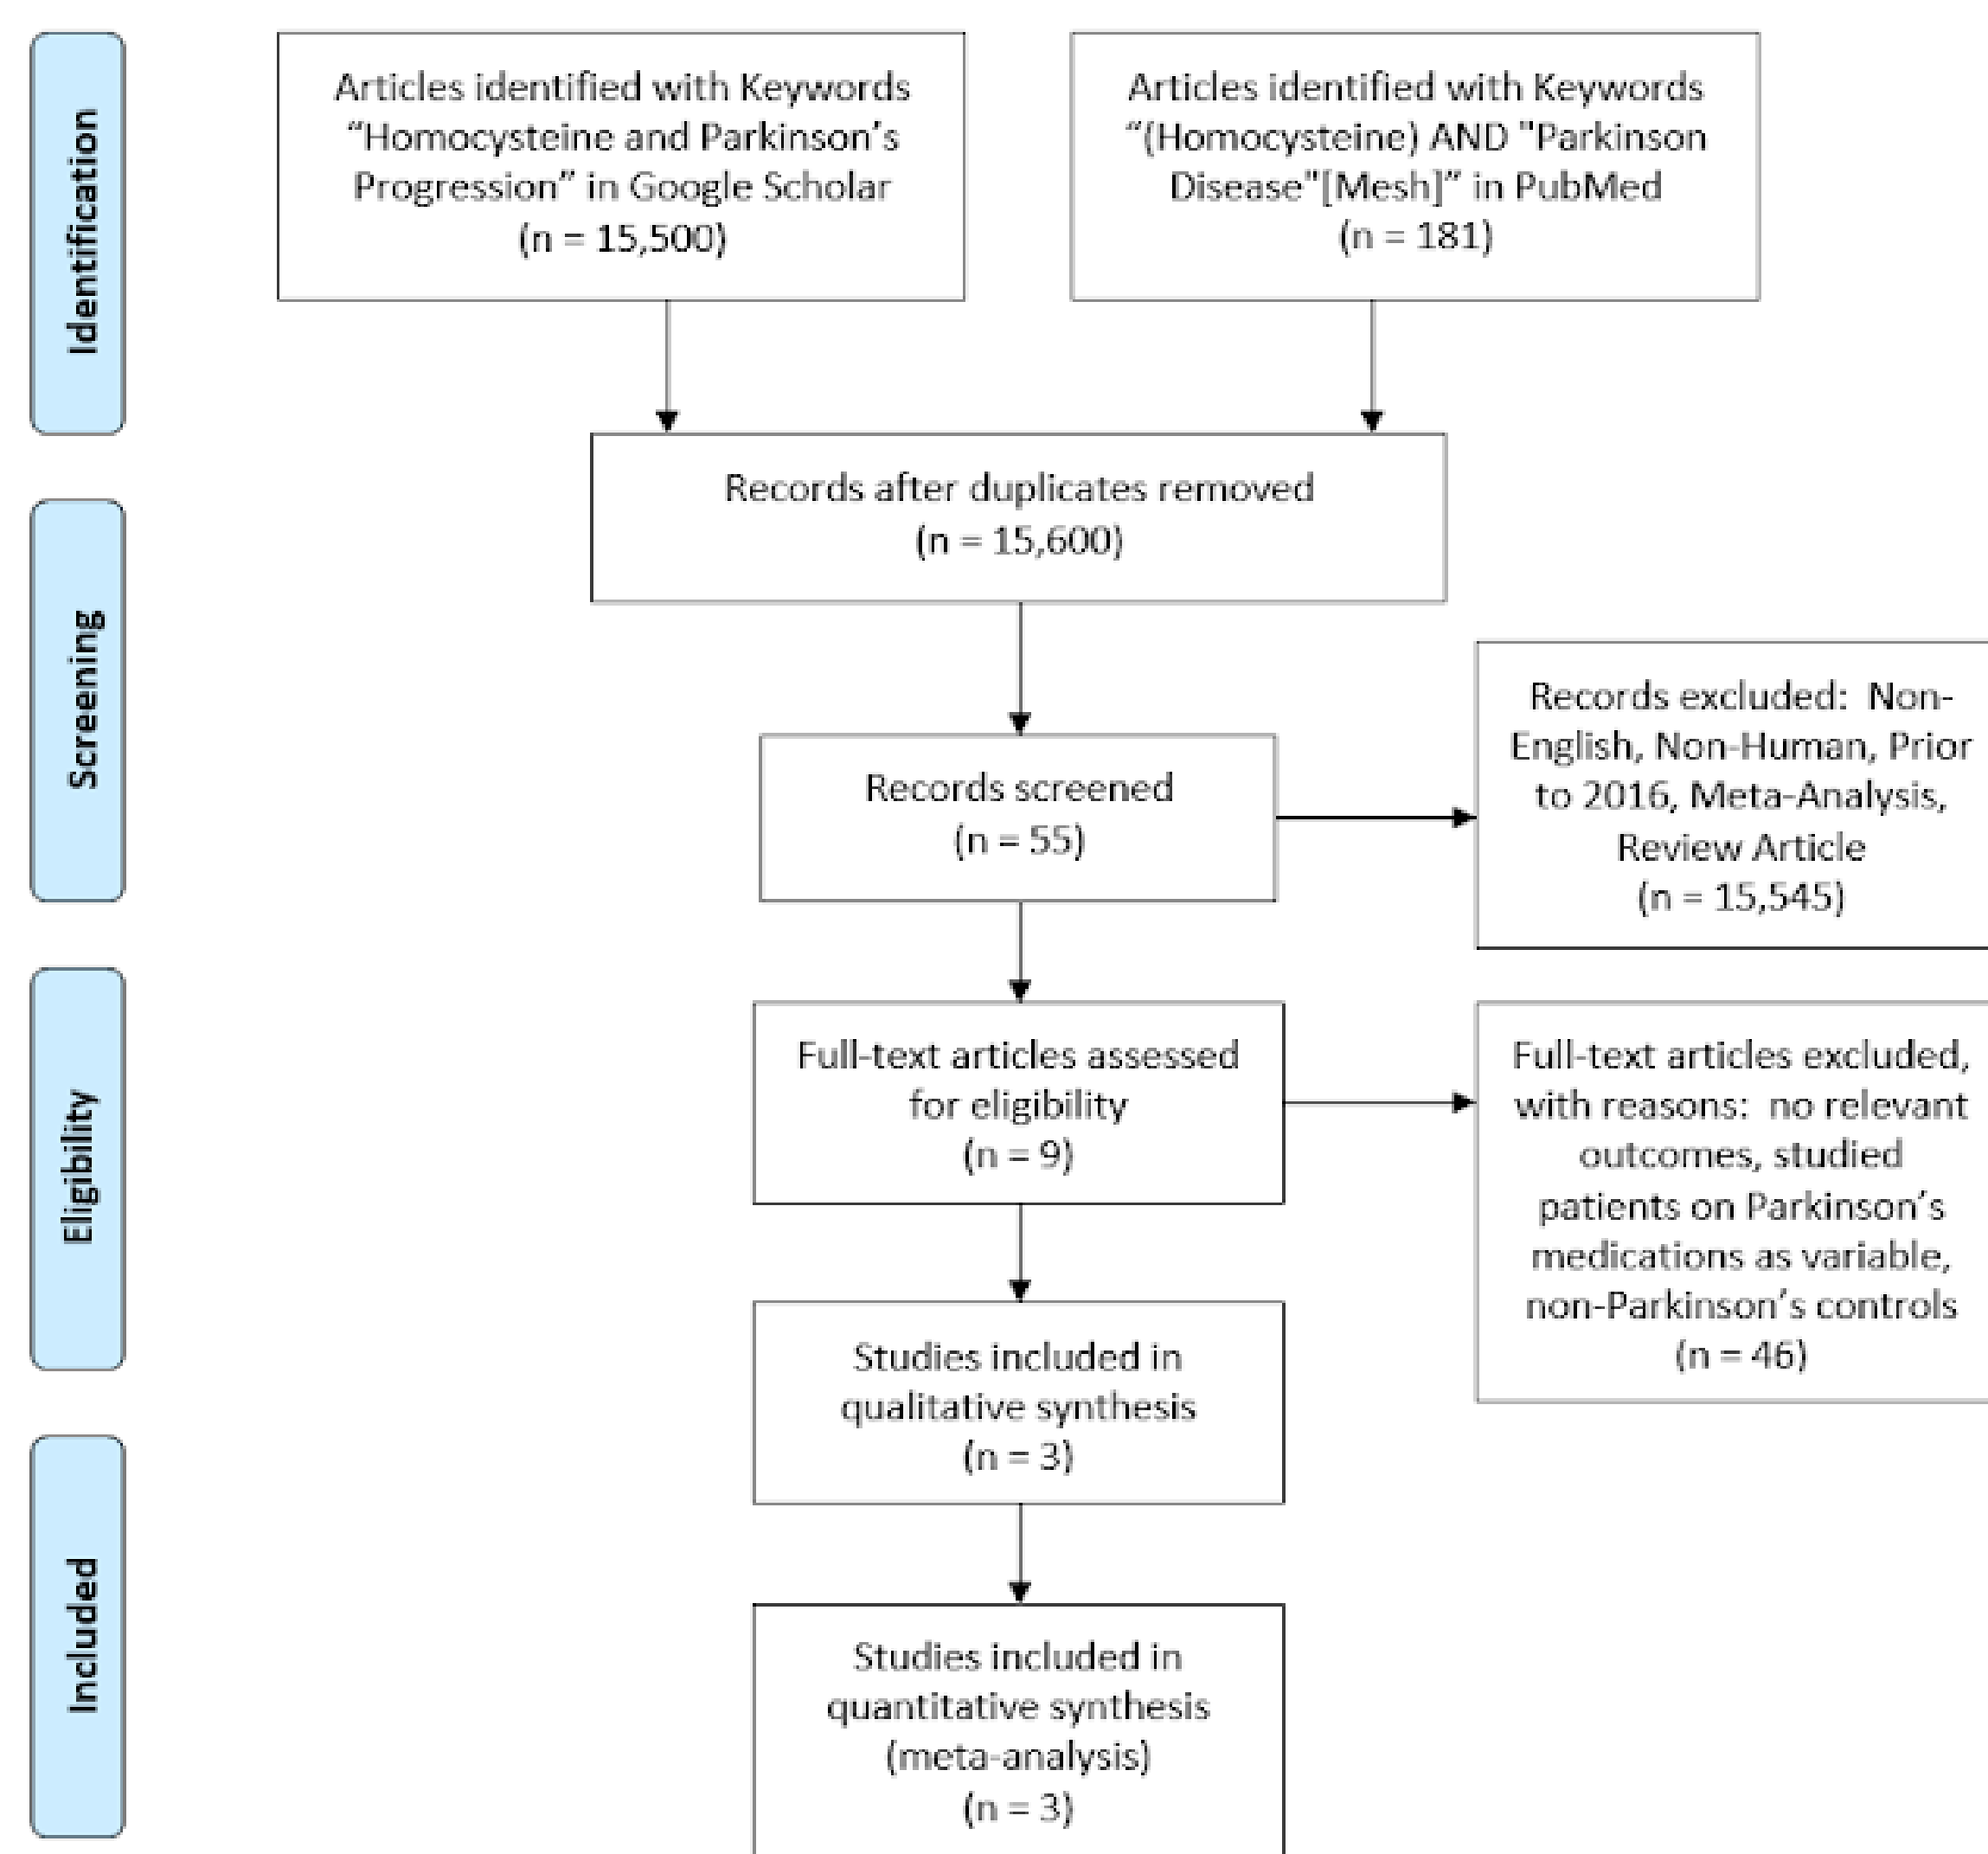 Identification
Articles identified with Keywords
“Homocysteine and Parkinson’s
Progression” in Google Scholar
(n = 15,500)
Articles identified with Keywords
“(Homocysteine) AND "Parkinson
Disease"[Mesh]” in PubMed
(n = 181)
Records after duplicates removed
(n = 15,600)
Screening
Records screened
(n = 55)
Records excluded:  Non-
English, Non-Human, Prior
to 2016, Meta-Analysis,
Review Article
(n = 15,545)
Eligibility
Full-text articles assessed
for eligibility
(n = 9)
Full-text articles excluded,
with reasons:  no relevant
outcomes, studied
patients on Parkinson’s
medications as variable,
non-Parkinson’s controls
(n = 46)
Studies included in
qualitative synthesis
(n = 3)
Included
Studies included in
quantitative synthesis
(meta-analysis)
(n = 3)